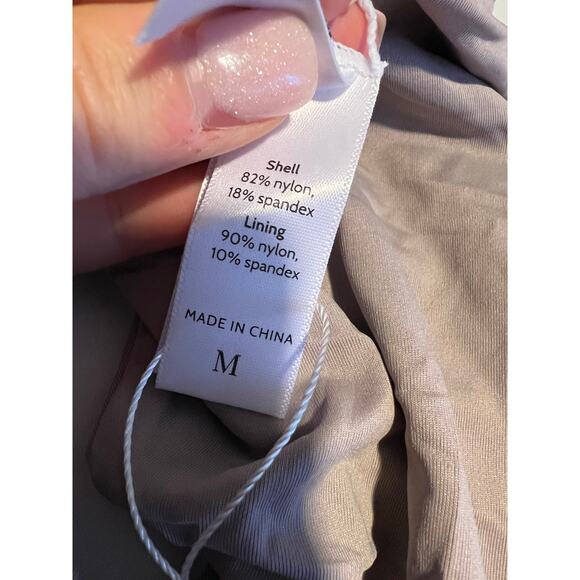 Shell
82% nylon,
18% spandex
Lining
90% nylon,
10% spandex
MADE IN CHINA
M